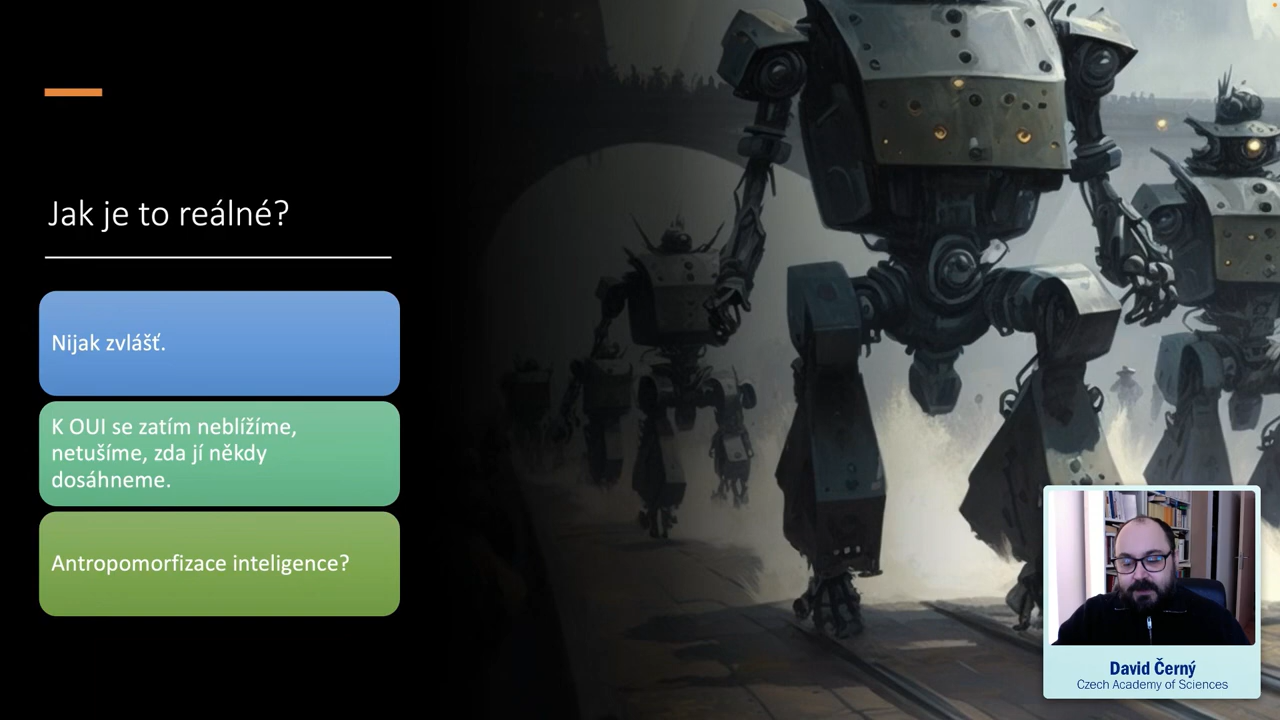 Jak je to reálné?
Nijak zvlášť.
K OUI se zatím neblížíme,
netušíme, zda jí někdy
dosáhneme.
Antropomorfizace inteligence?
David Černý
Czech Academy of Sciences